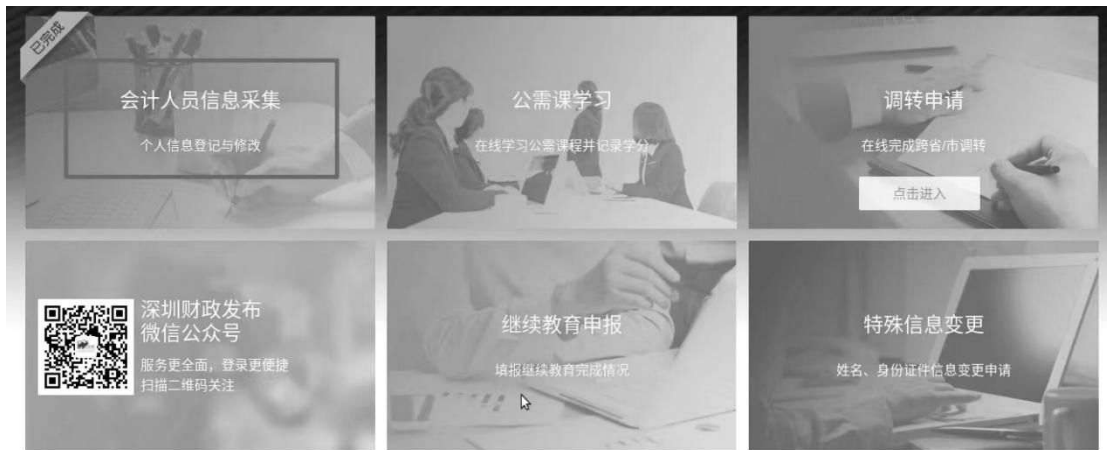 已完成
会计人员信息采集
个人信息登记与修改
公需课学习
在线学习公需课程并记录学分
调转申请
在线完成跨省/市调转
点击进入
深圳财政发布
微信公众号
服务更全面，登录更便捷
扫描二维码关注
继续教育申报
填报继续教育完成情况
特殊信息变更
姓名、身份证件信息变更申请